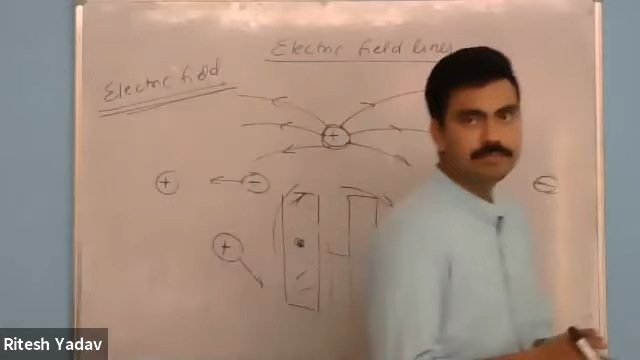 Electric field lines
Electric field
+
+
−
−
+
Ritesh Yadav